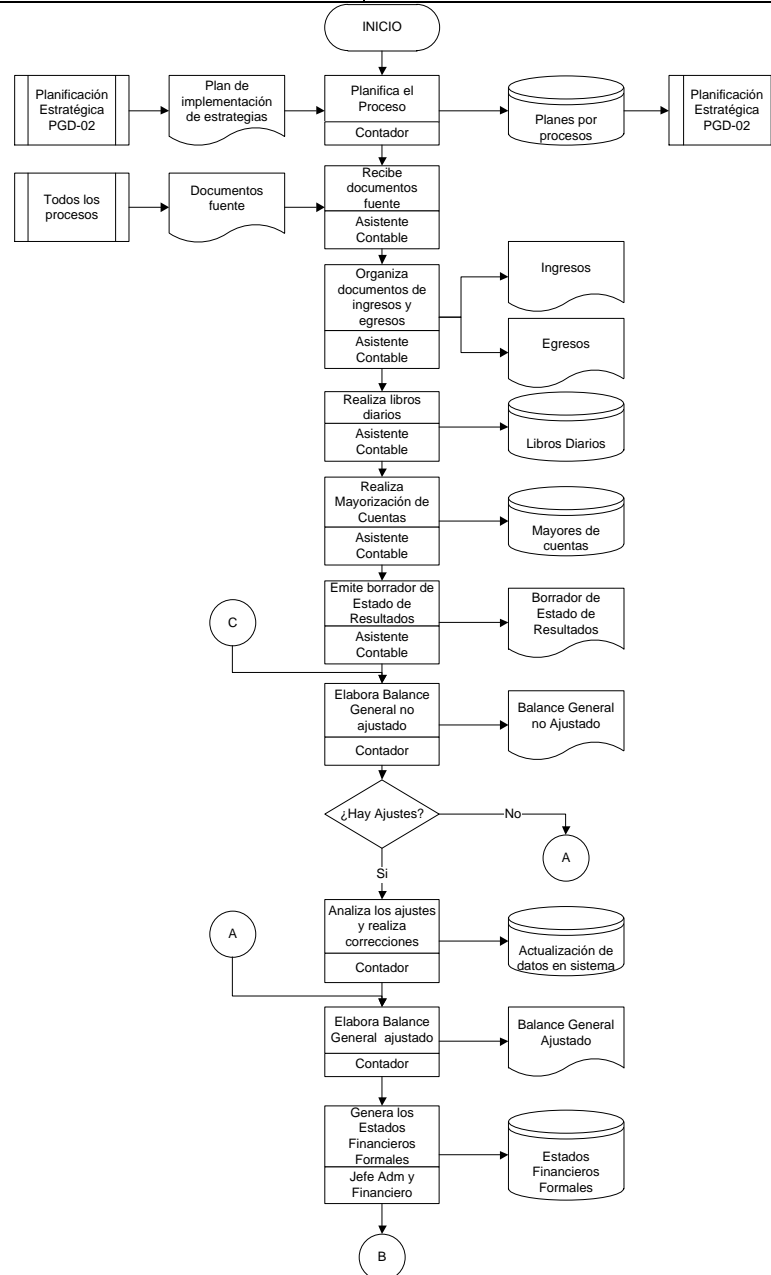 INICIO
Planificación
Estratégica
PGD-02
Plan de
implementación
de estrategias
Planifica el
Proceso
Contador
Planes por
procesos
Planificación
Estratégica
PGD-02
Todos los
procesos
Documentos
fuente
Recibe
documentos
fuente
Asistente
Contable
Organiza
documentos de
ingresos y
egresos
Asistente
Contable
Ingresos
Egresos
Realiza libros
diarios
Asistente
Contable
Libros Diarios
Realiza
Mayorización de
Cuentas
Asistente
Contable
Mayores de
cuentas
Emite borrador de
Estado de
Resultados
Asistente
Contable
Borrador de
Estado de
Resultados
C
Elabora Balance
General no
ajustado
Contador
Balance General
no Ajustado
¿Hay Ajustes?
No
A
Si
Analiza los ajustes
y realiza
correcciones
Contador
Actualización de
datos en sistema
A
Elabora Balance
General ajustado
Contador
Balance General
Ajustado
Genera los
Estados
Financieros
Formales
Jefe Adm y
Financiero
Estados
Financieros
Formales
B